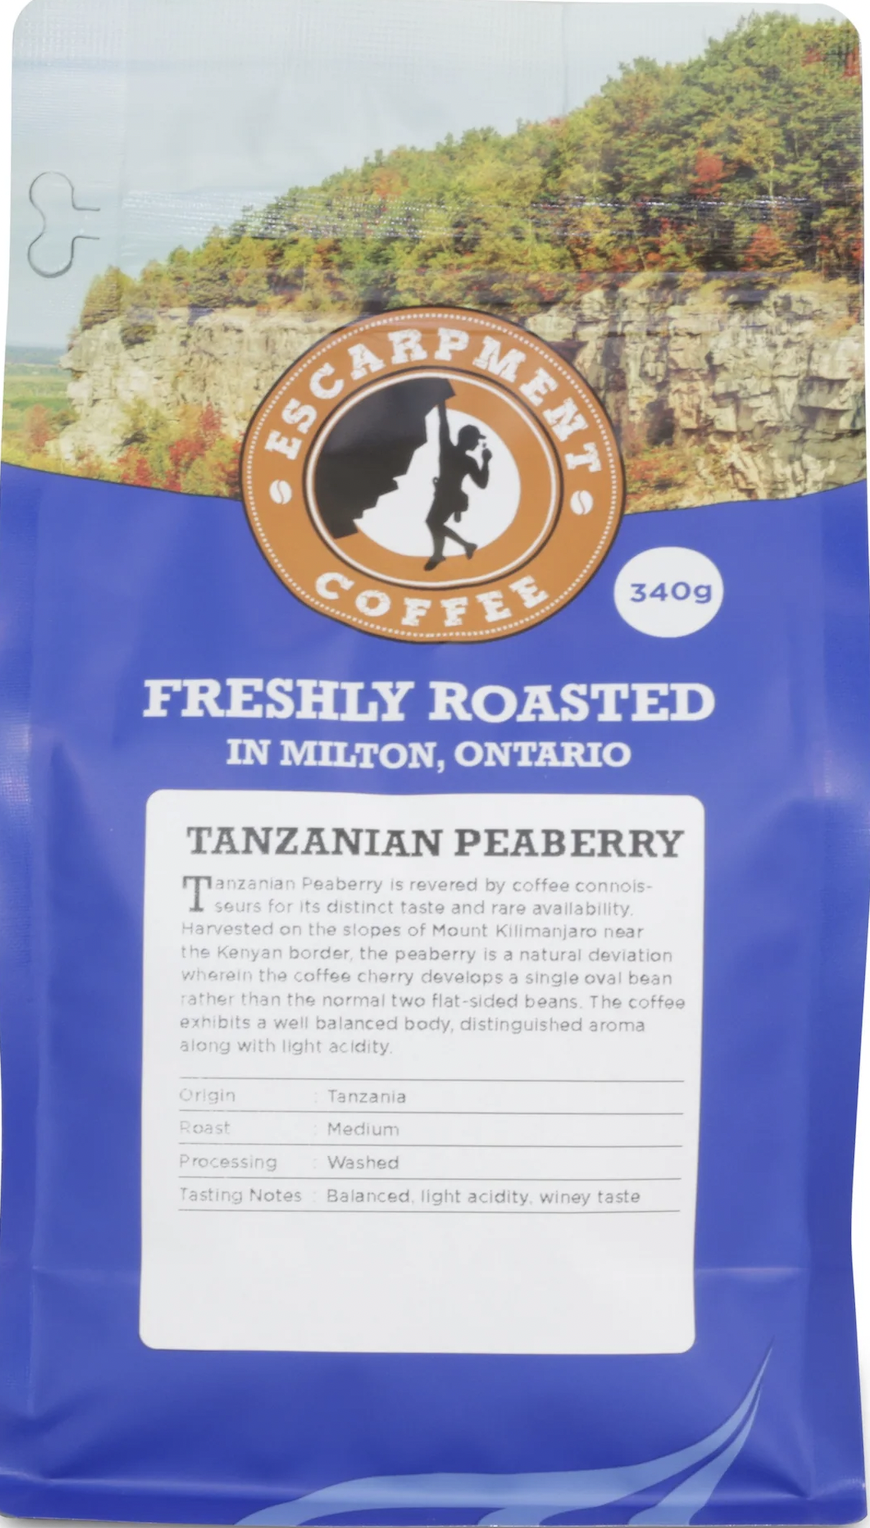 ESCARPMENT
COFFEE
340g
FRESHLY ROASTED
IN MILTON, ONTARIO
TANZANIAN PEABERRY
Tanzanian Peaberry is revered by coffee connois-
seurs for its distinct taste and rare availability.
Harvested on the slopes of Mount Kilimanjaro near
the Kenyan border, the peaberry is a natural deviation
wherein the coffee cherry develops a single oval bean
rather than the normal two flat-sided beans. The coffee
exhibits a well balanced body, distinguished aroma
along with light acidity.
Origin : Tanzania
Roast : Medium
Processing : Washed
Tasting Notes : Balanced, light acidity, winey taste